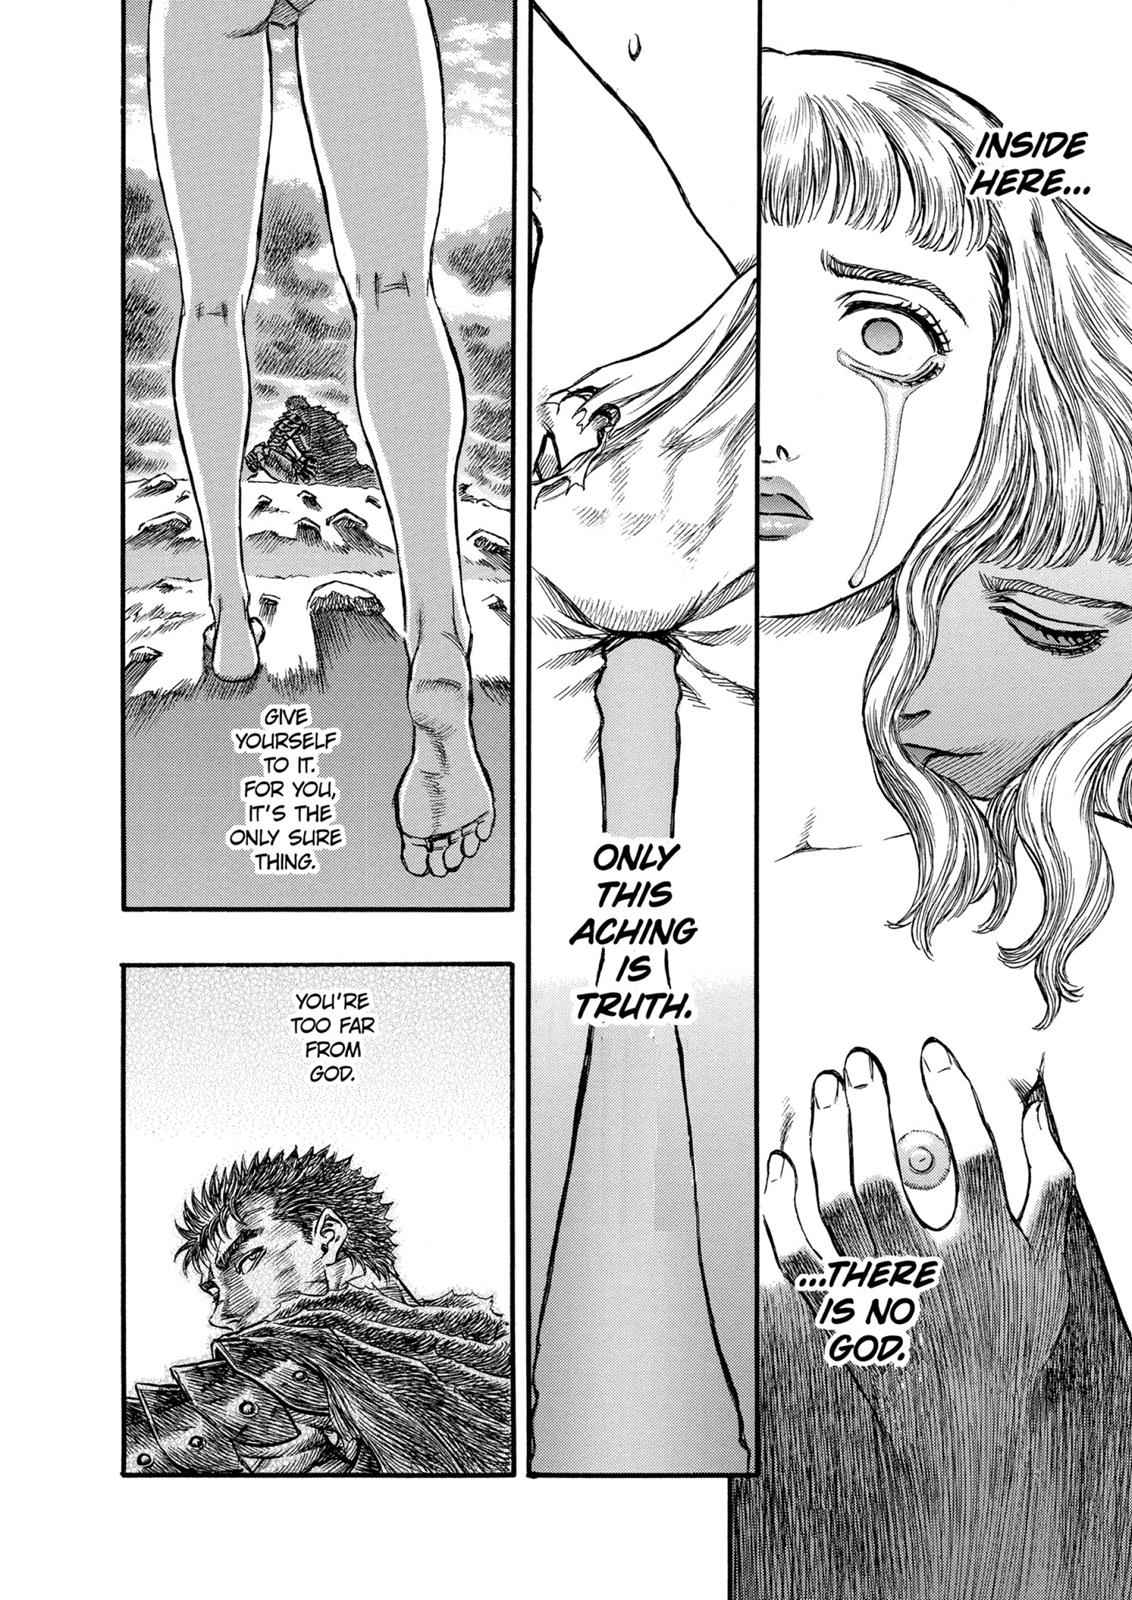 INSIDE
HERE...
...THERE
IS NO
GOD.
ONLY
THIS
ACHING
IS
TRUTH.
GIVE
YOURSELF
TO IT.
FOR YOU,
IT'S THE
ONLY SURE
THING.
YOU'RE
TOO FAR
FROM
GOD.